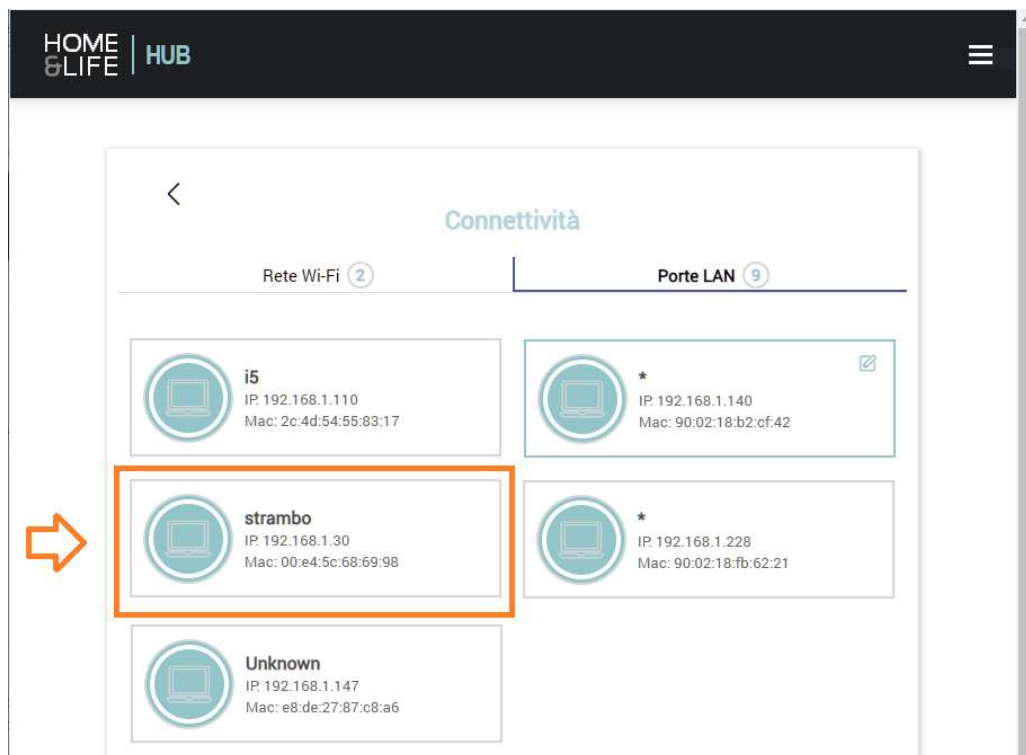 HOME
&LIFE
HUB
Connettività
Rete Wi-Fi 2
Porte LAN 9
i5
IP. 192.168.1.110
Mac: 2c:4d:54:55:83:17
*
IP. 192.168.1.140
Mac: 90:02:18:b2:cf:42
strambo
IP. 192.168.1.30
Mac: 00:e4:5c:68:69:98
*
IP. 192.168.1.228
Mac: 90:02:18:fb:62:21
Unknown
IP. 192.168.1.147
Mac: e8:de:27:87:c8:a6